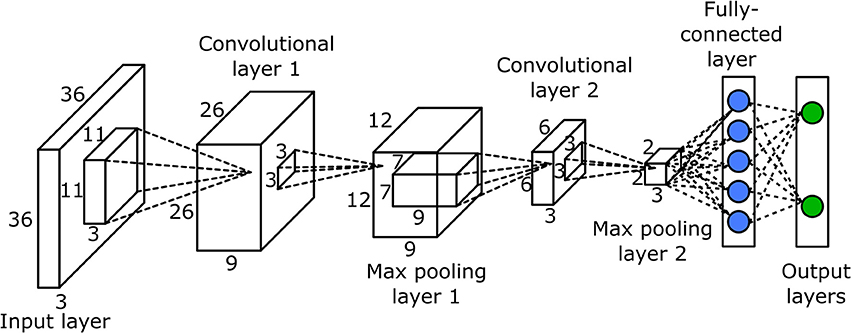 36
11
11
36
3
3
Input layer
Convolutional
layer 1
26
3
3
26
9
12
7
7
12
9
9
Max pooling
layer 1
Convolutional
layer 2
6
3
3
6
3
2
2
3
Max pooling
layer 2
Fully-
connected
layer
Output
layers